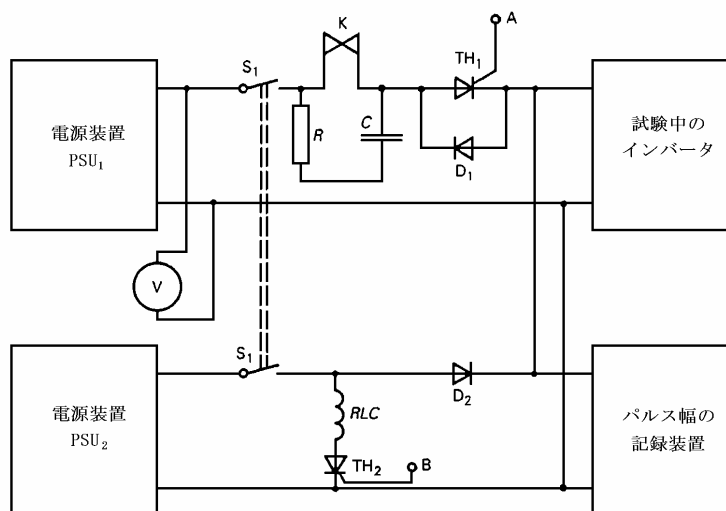 K
A
S1
TH1
電源装置
PSU1
R
C
D1
試験中の
インバータ
V
S1
電源装置
PSU2
RLC
D2
TH2
B
パルス幅の
記録装置